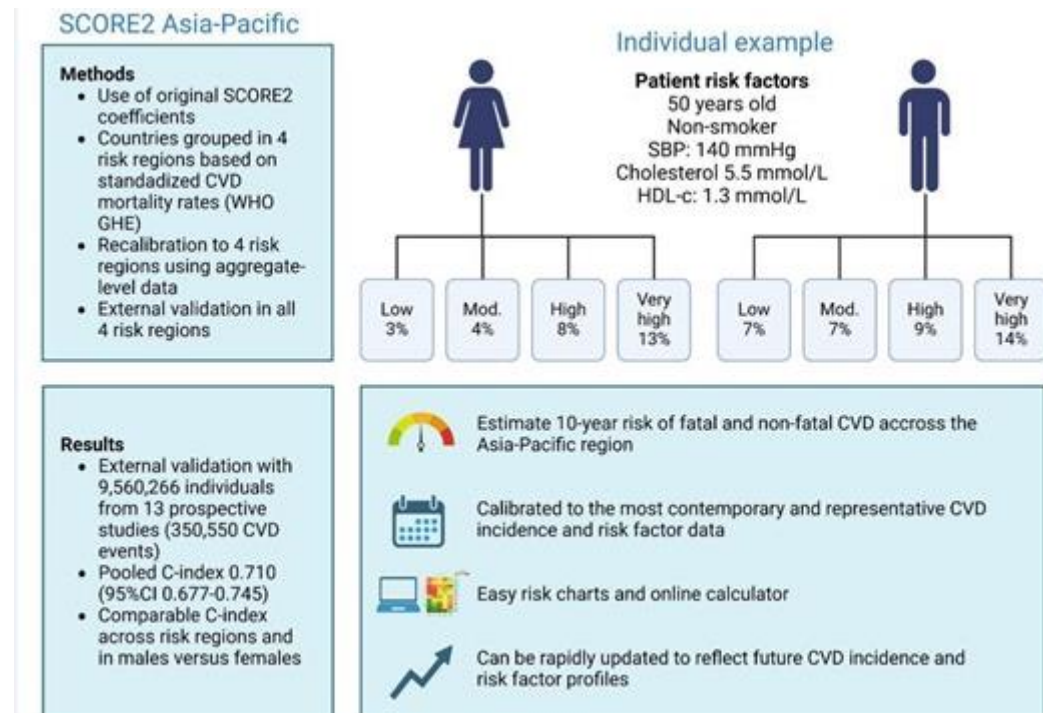 SCORE2 Asia-Pacific
Methods
• Use of original SCORE2
coefficients
• Countries grouped in 4
risk regions based on
standadized CVD
mortality rates (WHO
GHE)
• Recalibration to 4 risk
regions using aggregate-
level data
• External validation in all
4 risk regions
Individual example
Patient risk factors
50 years old
Non-smoker
SBP: 140 mmHg
Cholesterol 5.5 mmol/L
HDL-c: 1.3 mmol/L
Low
3%
Mod.
4%
High
8%
Very
high
13%
Low
7%
Mod.
7%
High
9%
Very
high
14%
Results
• External validation with
9,560,266 individuals
from 13 prospective
studies (350,550 CVD
events)
• Pooled C-index 0.710
(95%CI 0.677-0.745)
• Comparable C-index
across risk regions and
in males versus females
Estimate 10-year risk of fatal and non-fatal CVD accross the
Asia-Pacific region
Calibrated to the most contemporary and representative CVD
incidence and risk factor data
Easy risk charts and online calculator
Can be rapidly updated to reflect future CVD incidence and
risk factor profiles